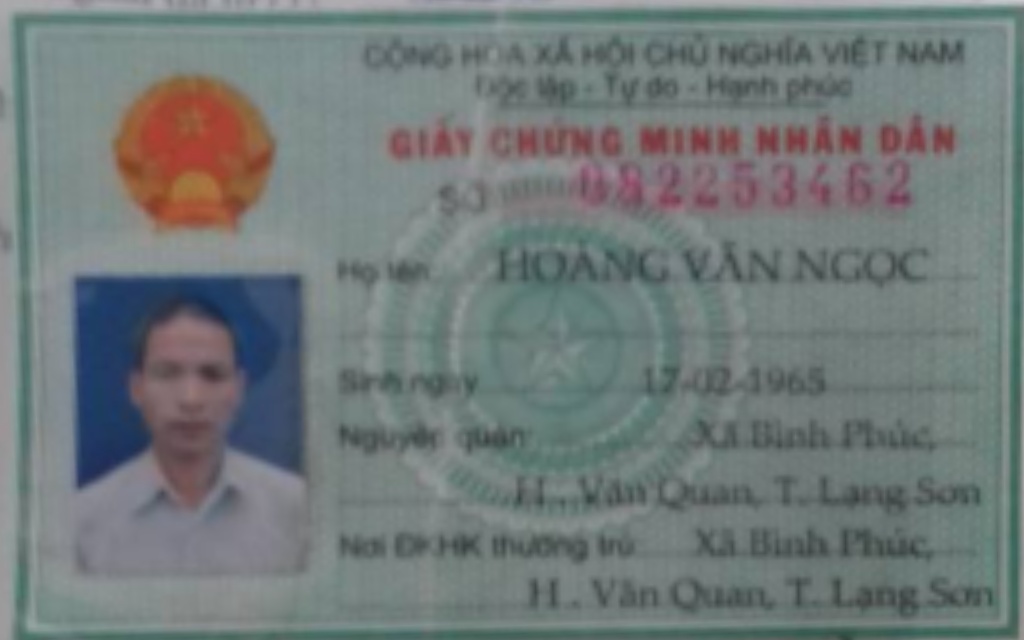 CỘNG HÒA XÃ HỘI CHỦ NGHĨA VIỆT NAM
Độc lập - Tự do - Hạnh phúc
GIẤY CHỨNG MINH NHÂN DÂN
SỐ 082253462
Họ tên HOÀNG VĂN NGỌC
Sinh ngày 17-02-1965
Nguyên quán Xã Bình Phúc,
H. Văn Quan, T. Lạng Sơn
Nơi ĐKHK thường trú Xã Bình Phúc,
H. Văn Quan, T. Lạng Sơn